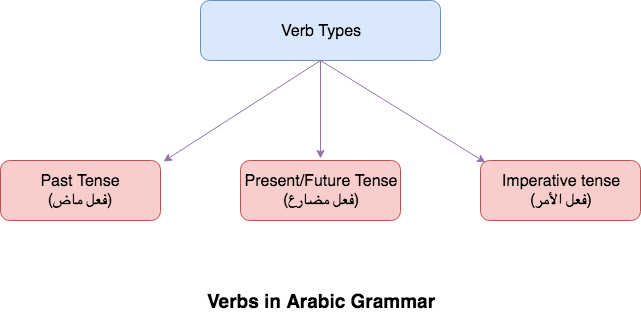 Verb Types
Past Tense
(فعل ماض)
Present/Future Tense
(فعل مضارع)
Imperative tense
(فعل الأمر)
Verbs in Arabic Grammar